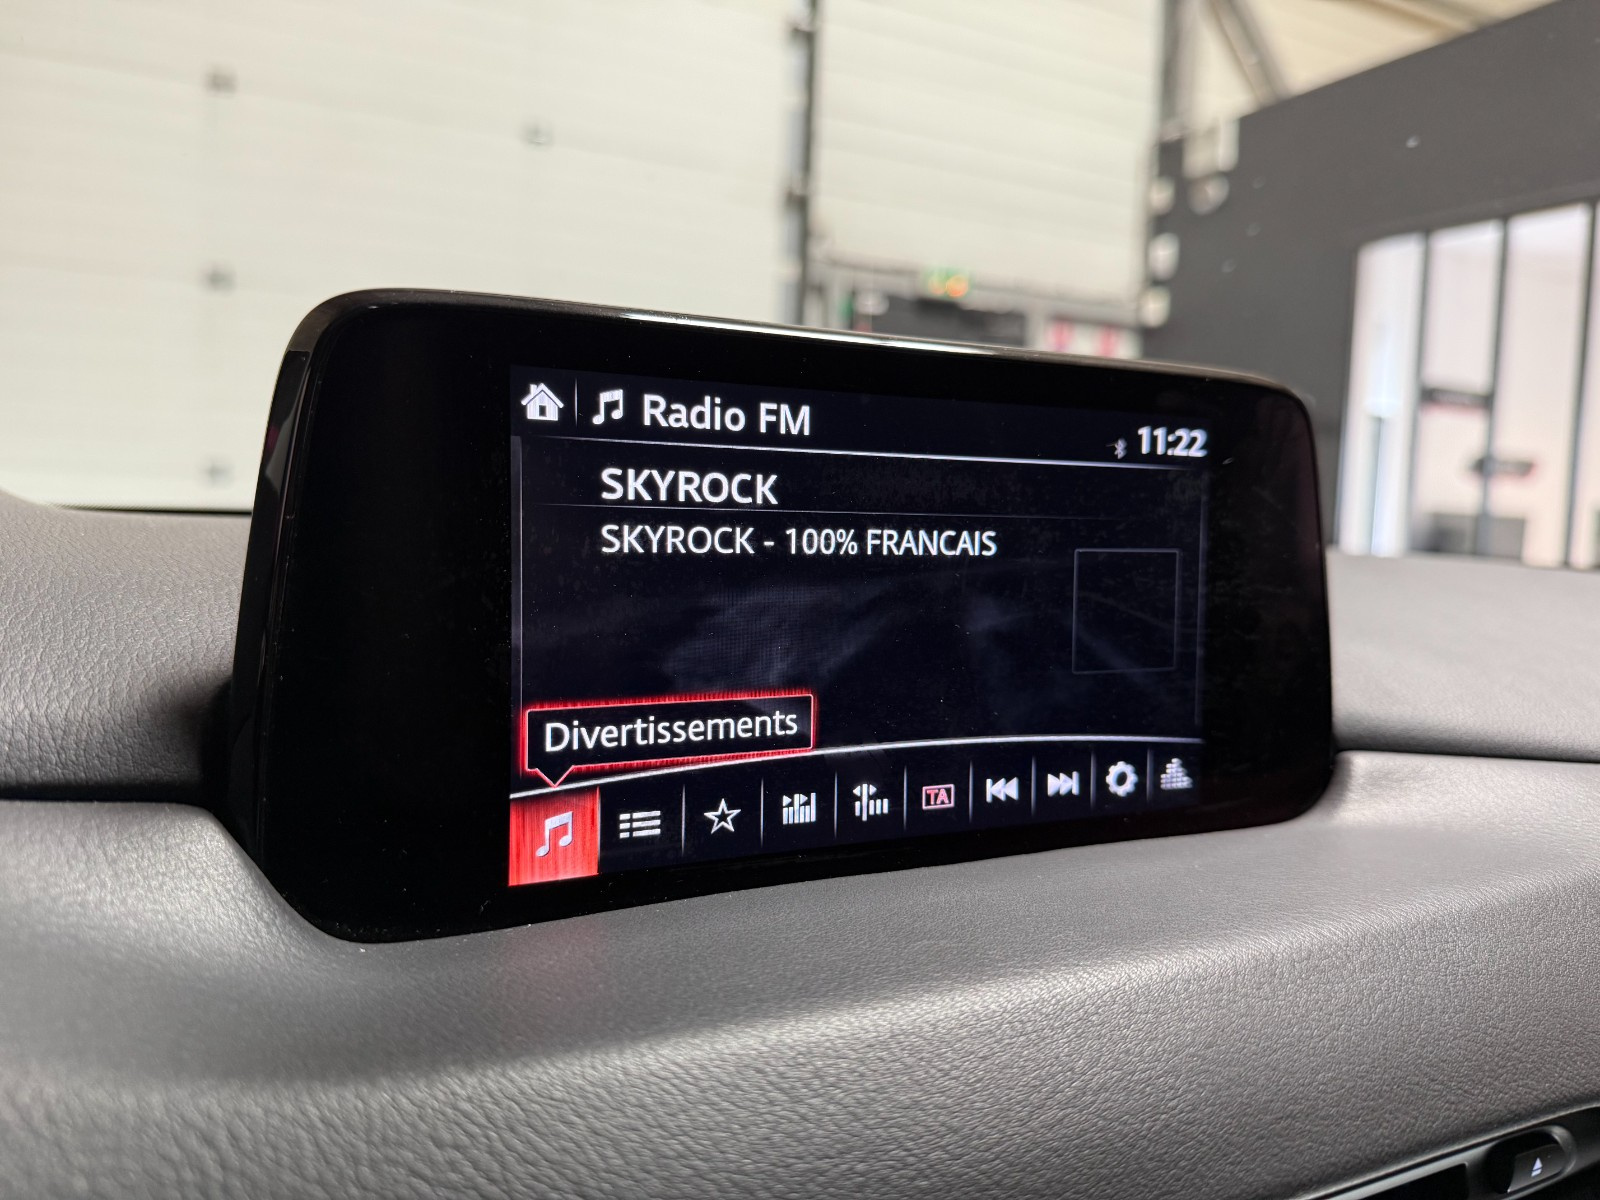 Radio FM
11:22
SKYROCK
SKYROCK - 100% FRANCAIS
Divertissements
TA